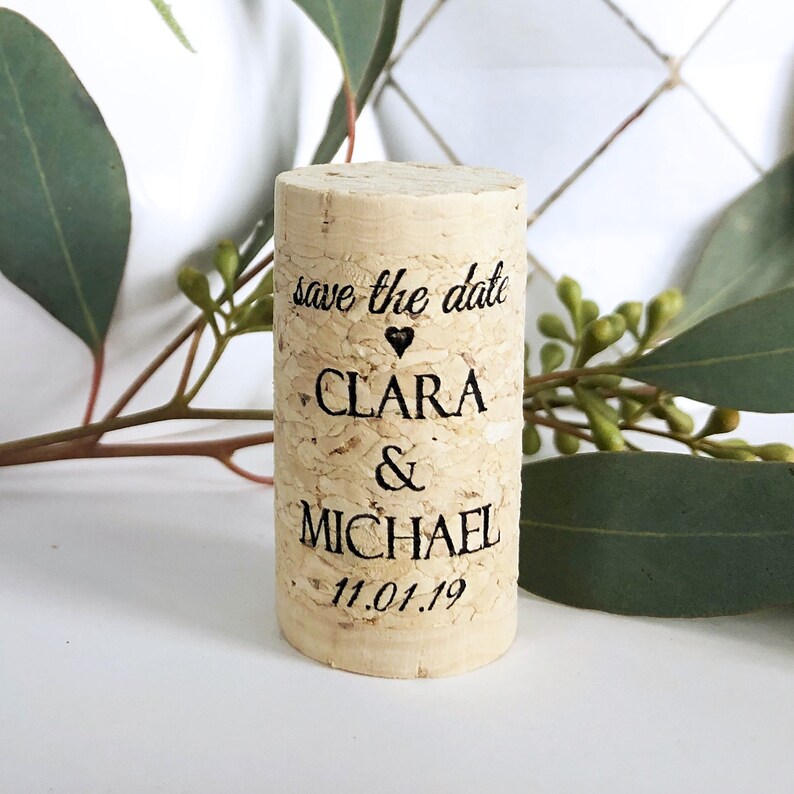 save the date
♥
CLARA
&
MICHAEL
11.01.19